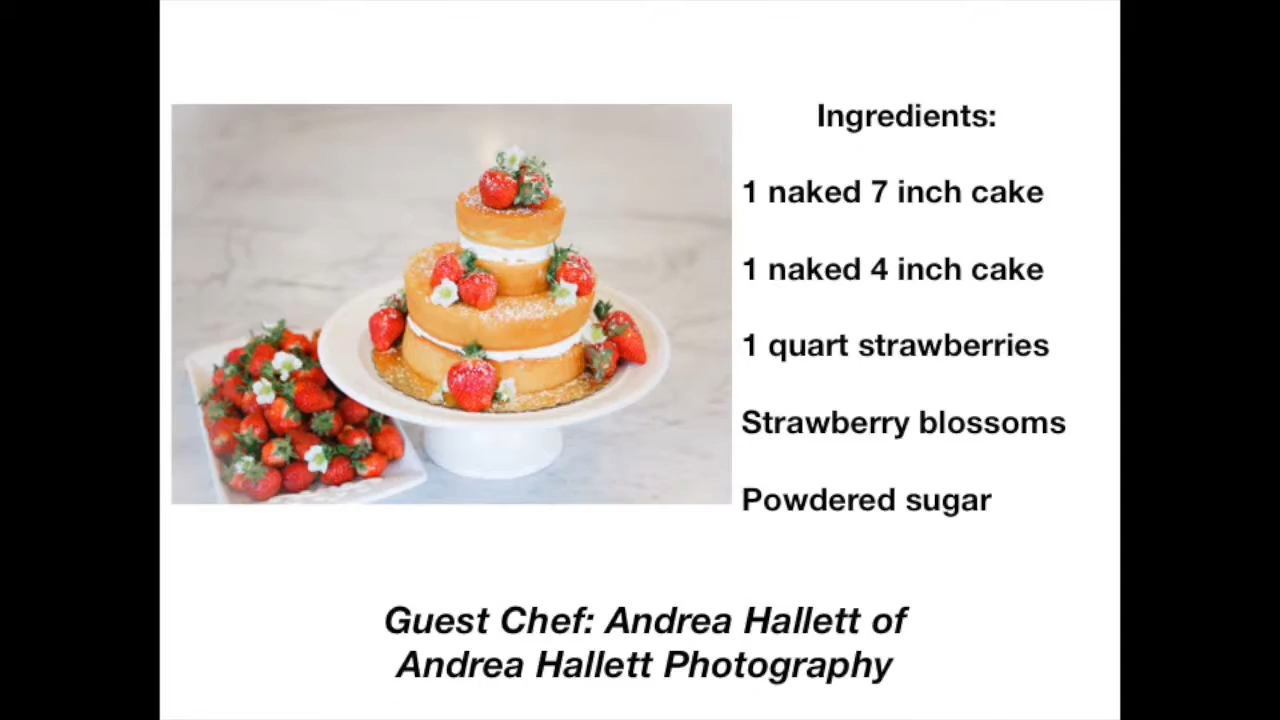 Ingredients:
1 naked 7 inch cake
1 naked 4 inch cake
1 quart strawberries
Strawberry blossoms
Powdered sugar
Guest Chef: Andrea Hallett of
Andrea Hallett Photography